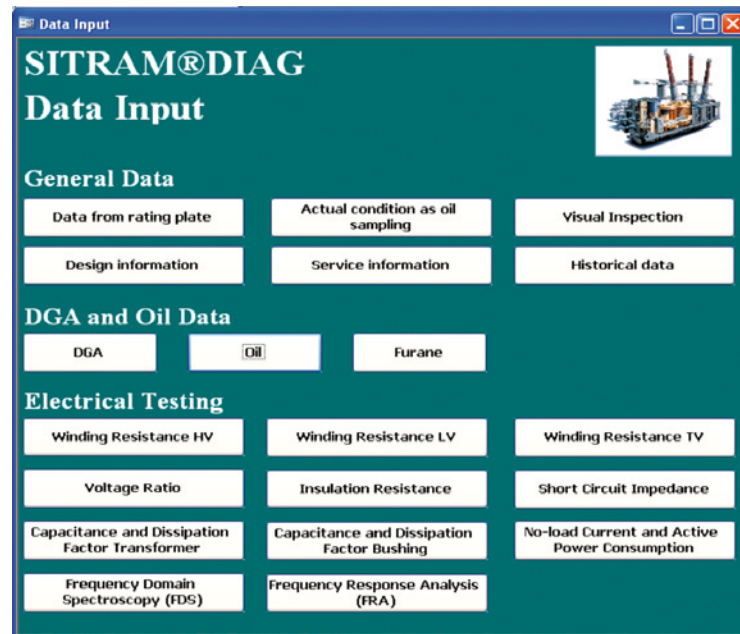 Data Input
SITRAM®DIAG
Data Input
General Data
Data from rating plate
Actual condition as oil
sampling
Visual Inspection
Design information
Service information
Historical data
DGA and Oil Data
DGA
Oil
Furane
Electrical Testing
Winding Resistance HV
Winding Resistance LV
Winding Resistance TV
Voltage Ratio
Insulation Resistance
Short Circuit Impedance
Capacitance and Dissipation
Factor Transformer
Capacitance and Dissipation
Factor Bushing
No-load Current and Active
Power Consumption
Frequency Domain
Spectroscopy (FDS)
Frequency Response Analysis
(FRA)